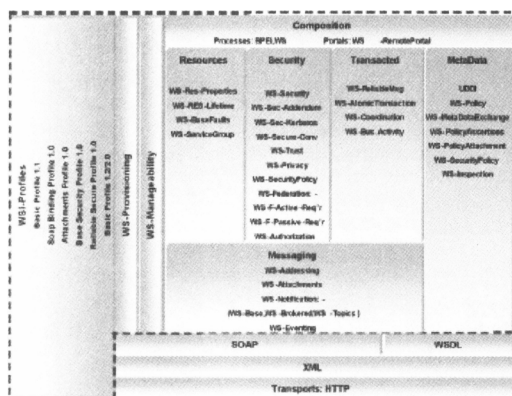 WSI-Profiles
Basic Profile 1.1
Soap Binding Profile 1.0
Attachments Profile 1.0
Base Security Profile 1.0
Reliable Secure Profile 1.0
Basic Profile 1.2/2.0
WS-Provisioning
WS-Manageability
Composition
Processes: BPEL, WS
Portals: WS -RemotePortal
Resources
WS-Res-Properties
WS-RES-Lifetime
WS-BaseFaults
WS-ServiceGroup
Security
WS-Security
WS-Sec-Addendum
WS-Sec-Kerberos
WS-Secure-Conv
WS-Trust
WS-Privacy
WS-SecurityPolicy
WS-Federation: -
WS-F-Active-Req'r
WS-F Passive-Req'r
WS-Authorization
Transacted
WS-ReliableMsg
WS-AtomicTransaction
WS-Coordination
WS-Bus. Activity
MetaData
UDDI
WS-Policy
WS-MetaDataExchange
WS-PolicyAssertions
WS-PolicyAttachment
WS-SecurityPolicy
WS-Inspection
Messaging
WS-Addressing
WS-Attachments
WS-Notification: -
(WS-Base,WS-Brokered,WS -Topics )
WS-Eventing
SOAP
WSDL
XML
Transports: HTTP